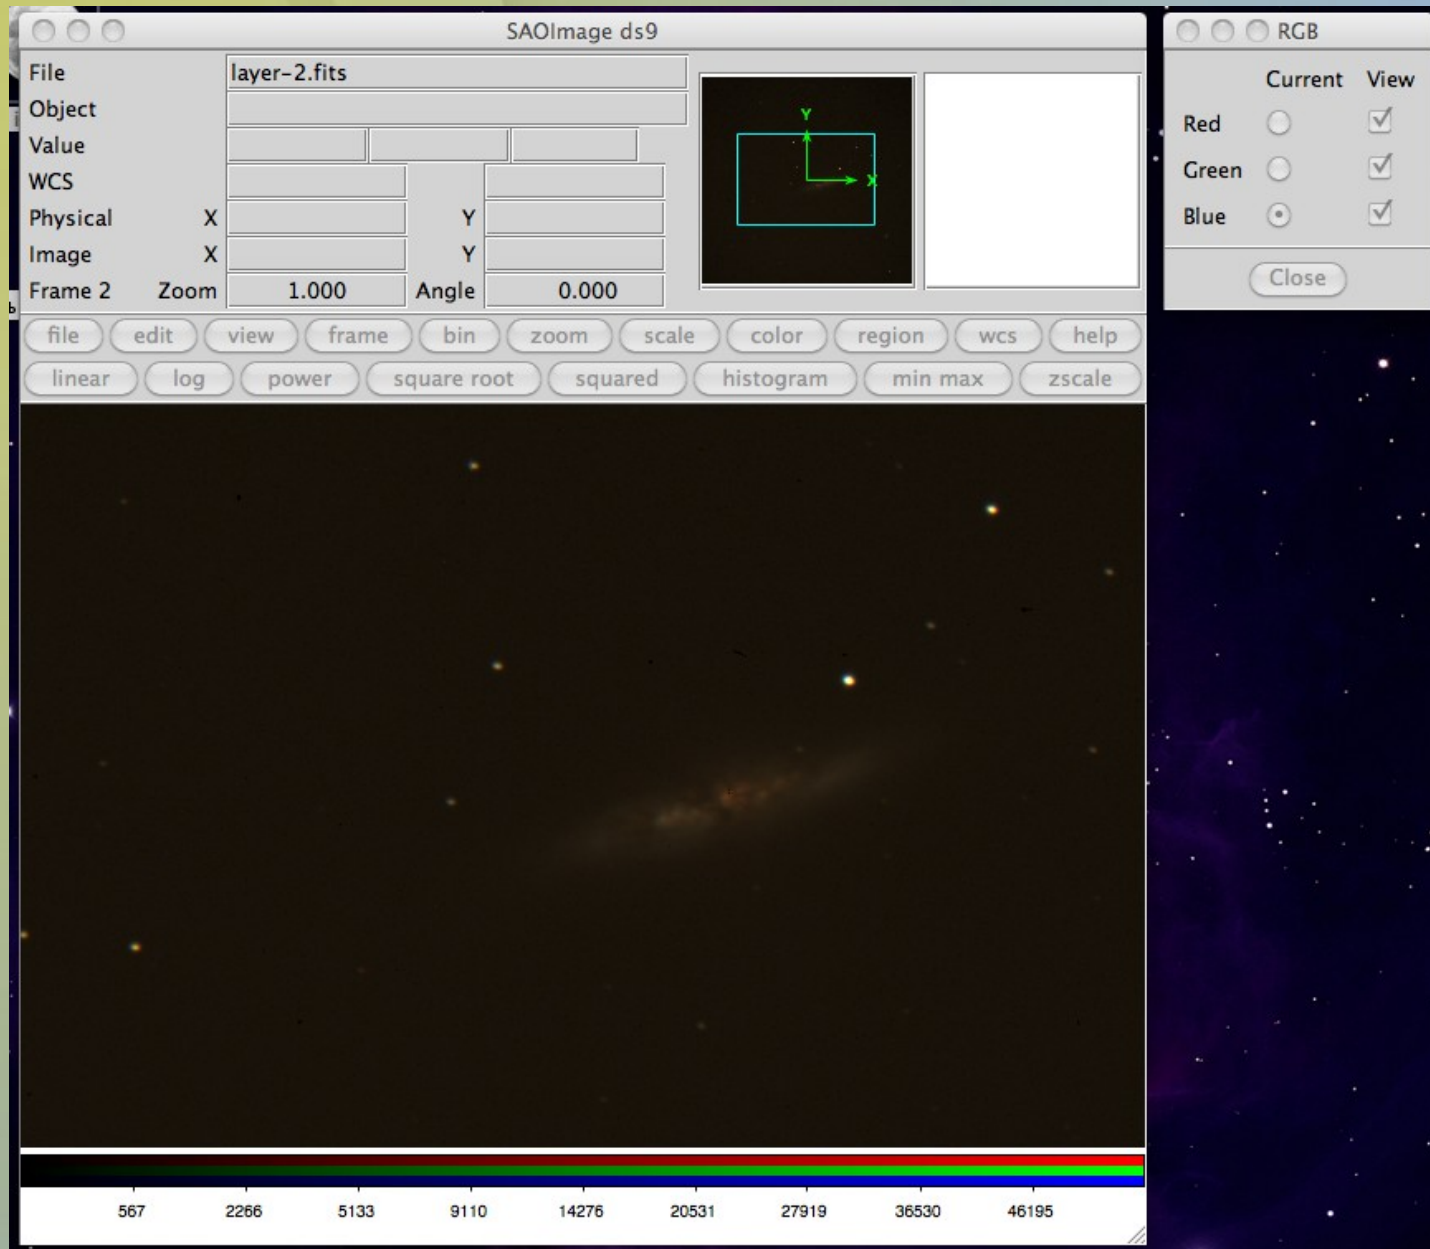 SAOImage ds9
File layer-2.fits
Object
Value
WCS
Physical X Y
Image X Y
Frame 2 Zoom 1.000 Angle 0.000
Y
X
file edit view frame bin zoom scale color region wcs help
linear log power square root squared histogram min max zscale
567 2266 5133 9110 14276 20531 27919 36530 46195
RGB
Current View
Red
Green
Blue
Close